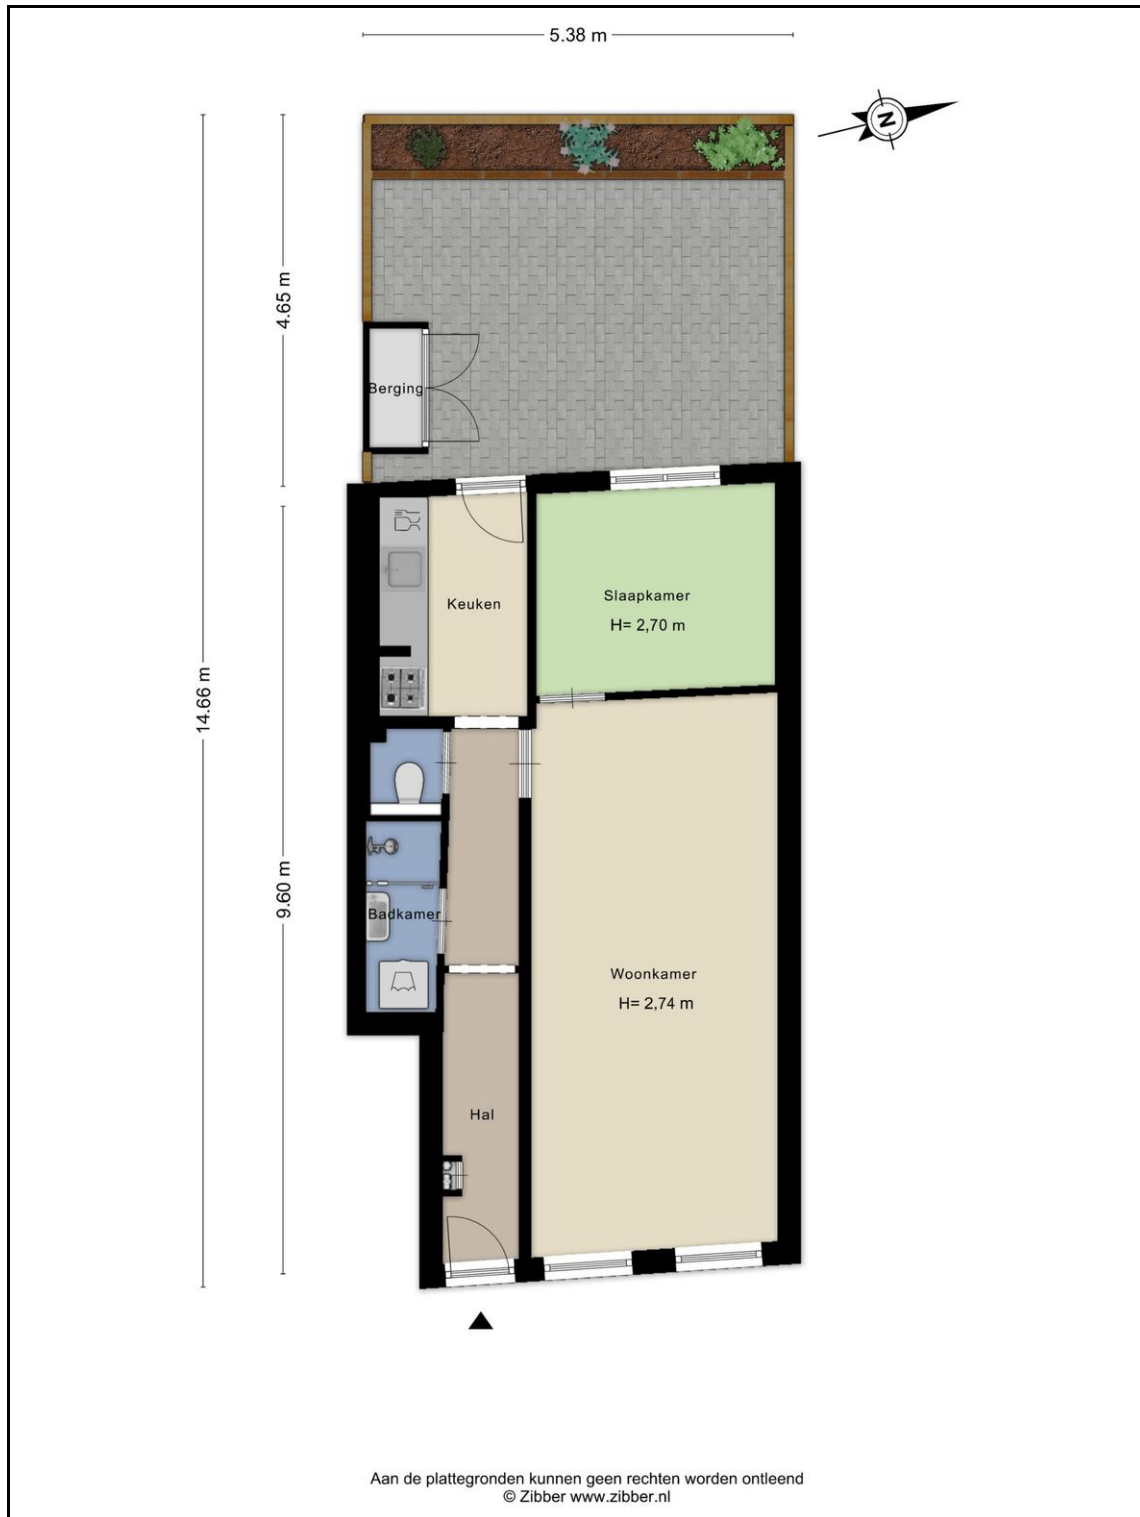 5.38 m
N
4.65 m
Berging
Keuken
Slaapkamer
H= 2,70 m
14.66 m
9.60 m
Badkamer
Woonkamer
H= 2,74 m
Hal
Aan de plattegronden kunnen geen rechten worden ontleend
© Zibber www.zibber.nl